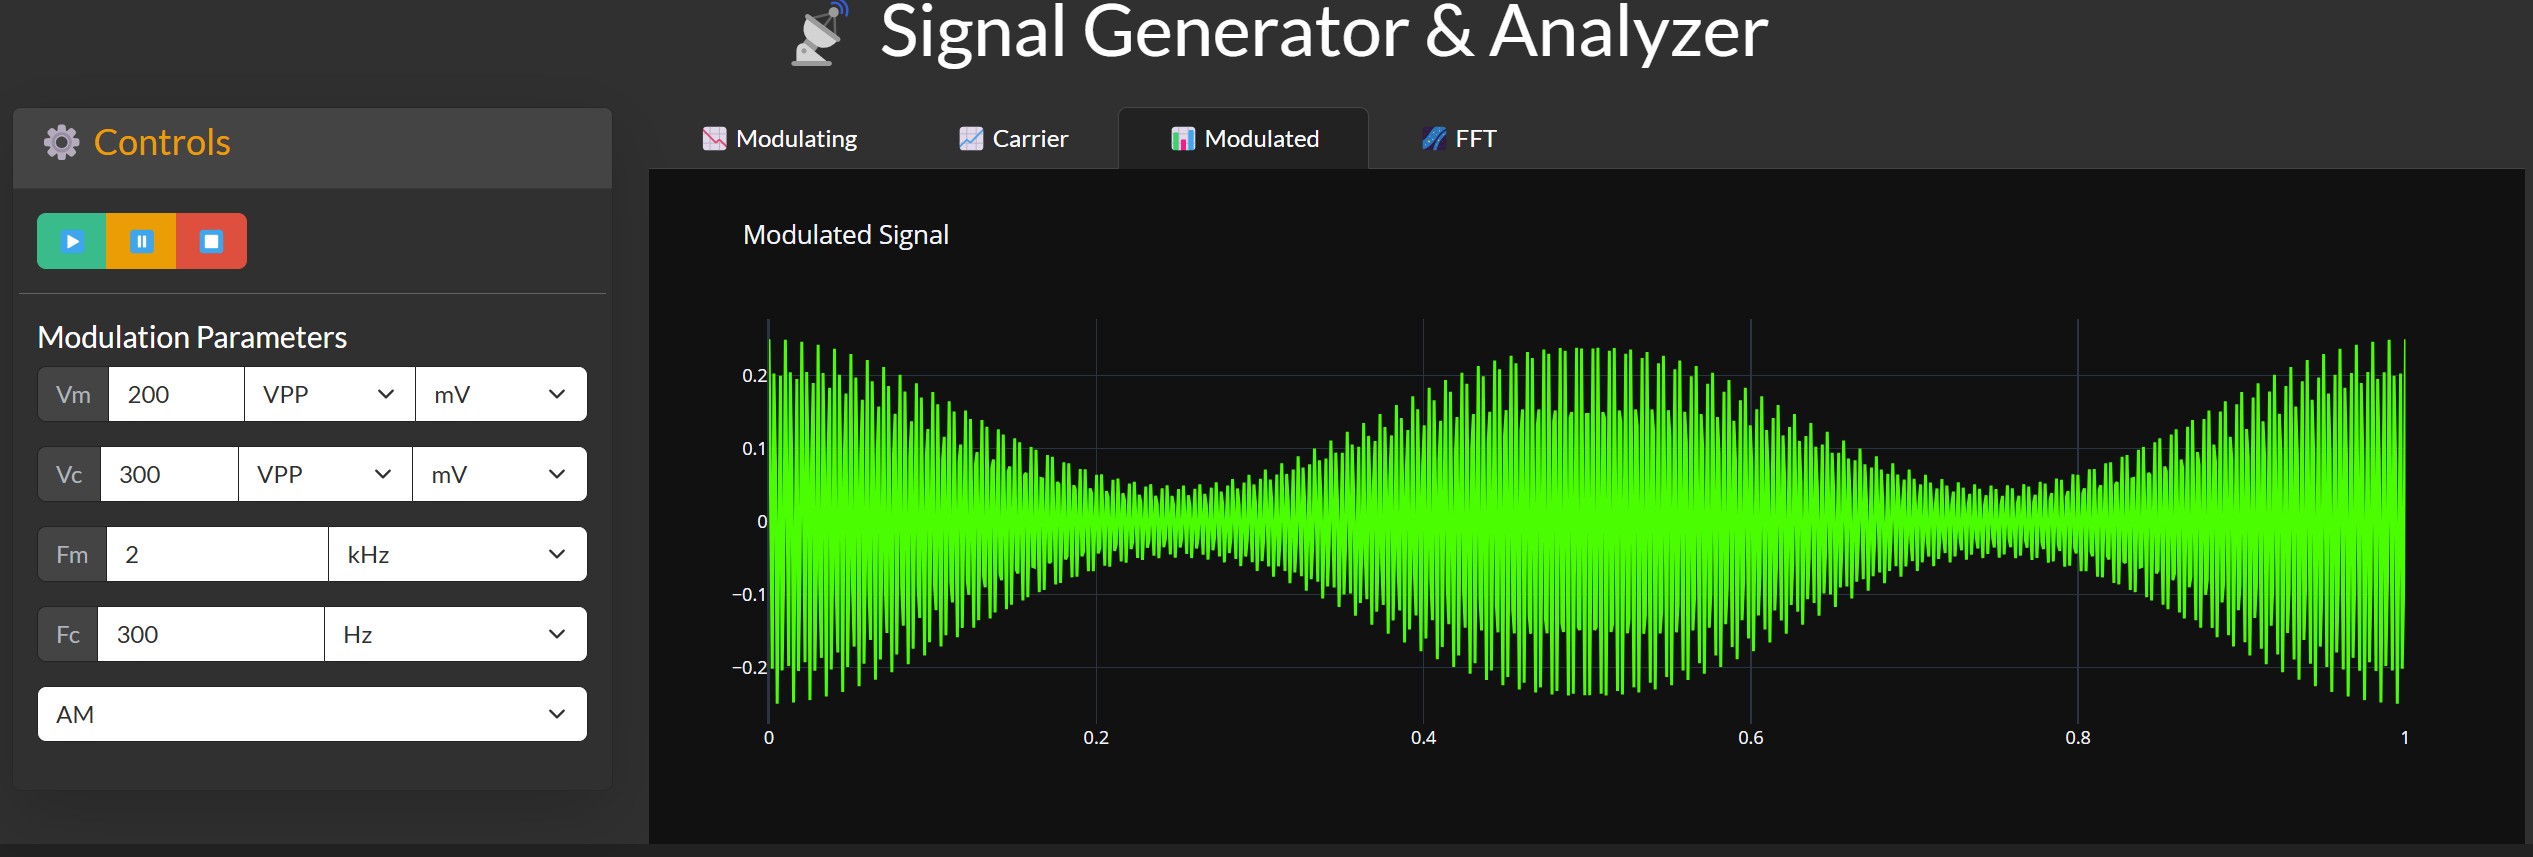 Signal Generator & Analyzer
Controls
Modulating
Carrier
Modulated
FFT
Modulation Parameters
Vm 200 VPP mV
Vc 300 VPP mV
Fm 2 kHz
Fc 300 Hz
AM
Modulated Signal
0.2
0.1
0
−0.1
−0.2
0 0.2 0.4 0.6 0.8 1